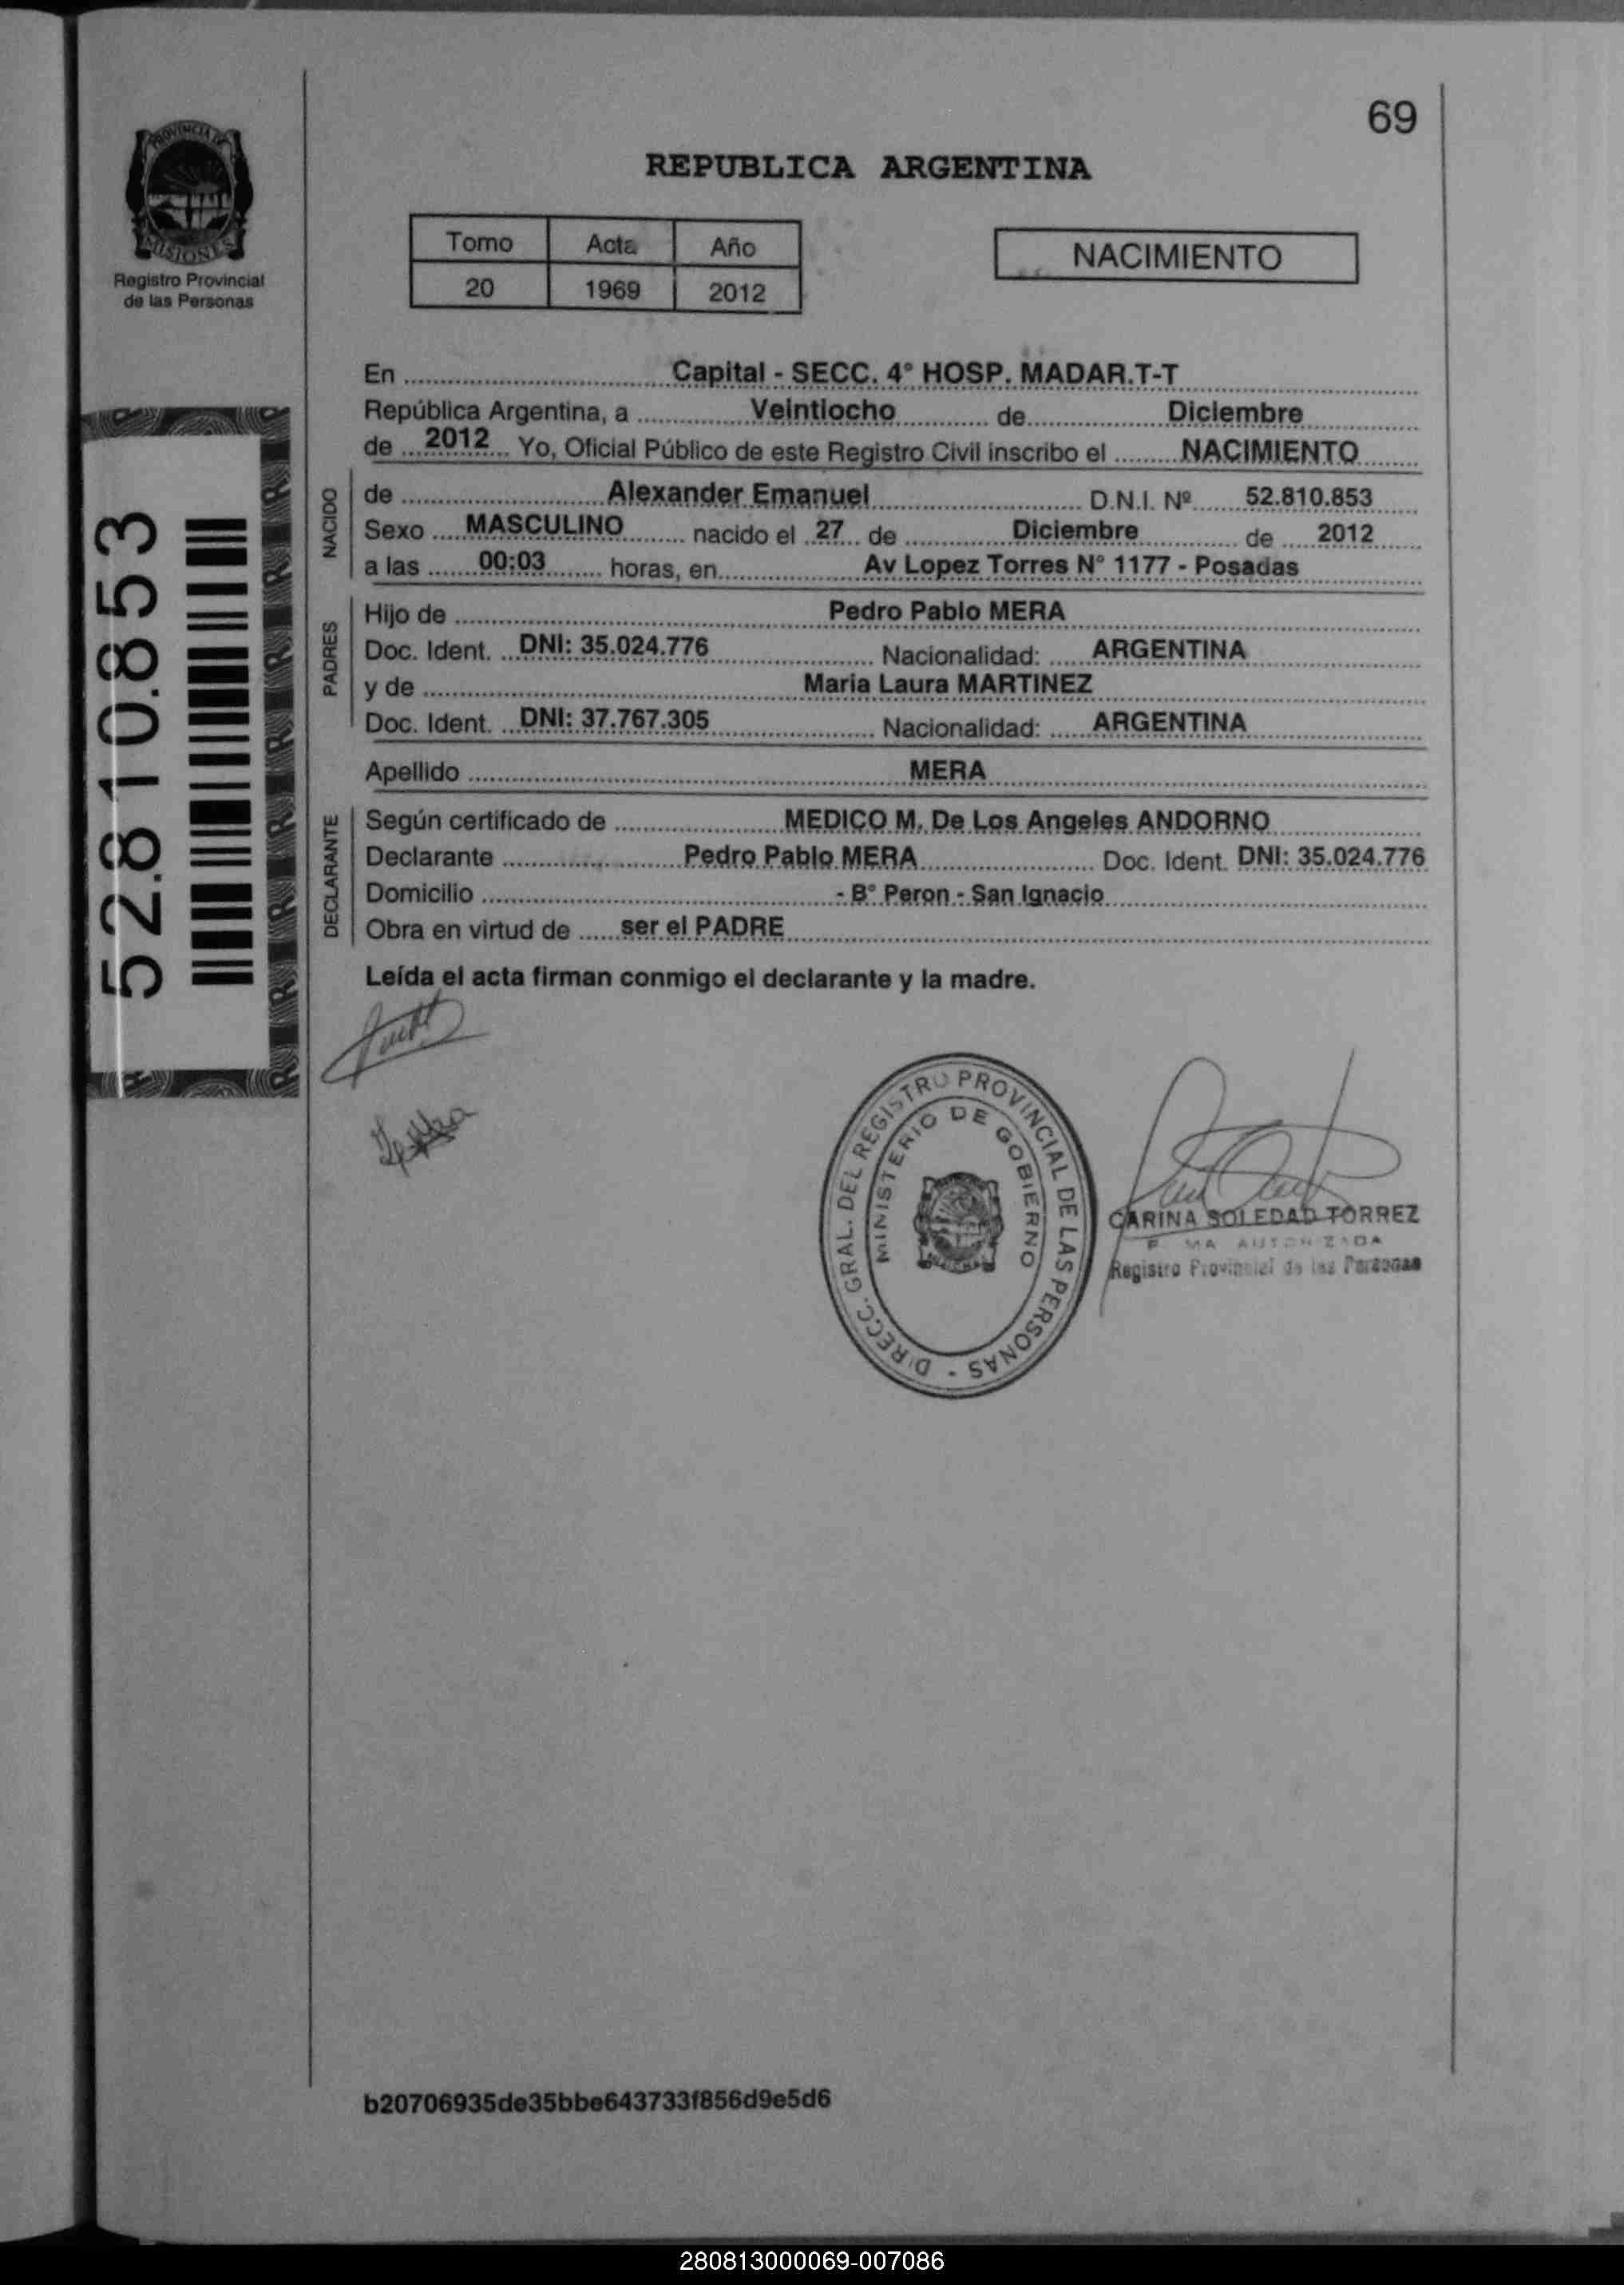 69
PROVINCIA DE
MISIONES
Registro Provincial
de las Personas
REPUBLICA ARGENTINA
Tomo Acta Año
20 1969 2012
NACIMIENTO
En Capital - SECC. 4° HOSP. MADAR.T-T
República Argentina, a Veintiocho de Diciembre
de 2012 Yo, Oficial Público de este Registro Civil inscribo el NACIMIENTO
NACIDO
de Alexander Emanuel D.N.I. Nº 52.810.853
Sexo MASCULINO nacido el 27 de Diciembre de 2012
a las 00:03 horas, en Av Lopez Torres N° 1177 - Posadas
PADRES
Hijo de Pedro Pablo MERA
Doc. Ident. DNI: 35.024.776 Nacionalidad: ARGENTINA
y de Maria Laura MARTINEZ
Doc. Ident. DNI: 37.767.305 Nacionalidad: ARGENTINA
Apellido MERA
DECLARANTE
Según certificado de MEDICO M. De Los Angeles ANDORNO
Declarante Pedro Pablo MERA Doc. Ident. DNI: 35.024.776
Domicilio - B° Peron - San Ignacio
Obra en virtud de ser el PADRE
Leída el acta firman conmigo el declarante y la madre.
52.810.853
DIRECC. GRAL. DEL REGISTRO PROVINCIAL DE LAS PERSONAS -
MINISTERIO DE GOBIERNO
CARINA SOLEDAD TORREZ
AUTORIZADA
Registro Provincial de las Personas
b20706935de35bbe643733f856d9e5d6
280813000069-007086